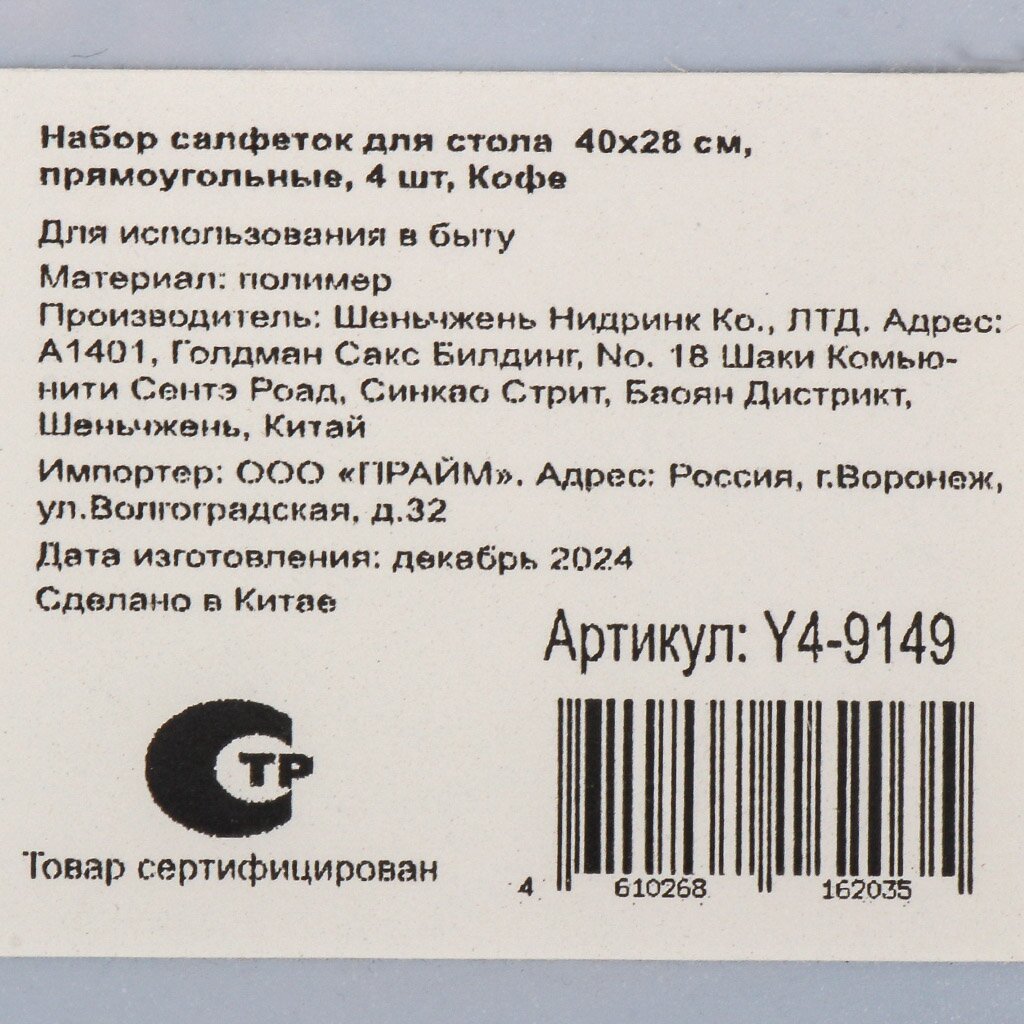 Набор салфеток для стола 40х28 см,
прямоугольные, 4 шт, Кофе
Для использования в быту
Материал: полимер
Производитель: Шеньчжень Нидринк Ко., ЛТД. Адрес:
А1401, Голдман Сакс Билдинг, No. 18 Шаки Комью-
нити Сентэ Роад, Синкао Стрит, Баоян Дистрикт,
Шеньчжень, Китай
Импортер: ООО «ПРАЙМ». Адрес: Россия, г.Воронеж,
ул.Волгоградская, д.32
Дата изготовления: декабрь 2024
Сделано в Китае
Артикул: Y4-9149
СТР
Товар сертифицирован
4 610268 162035